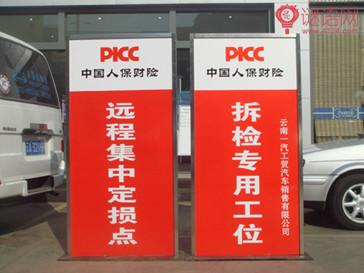 PICC
中国人保财险
远程集中定损点
PICC
中国人保财险
拆检专用工位
云南一汽工贸汽车销售有限公司